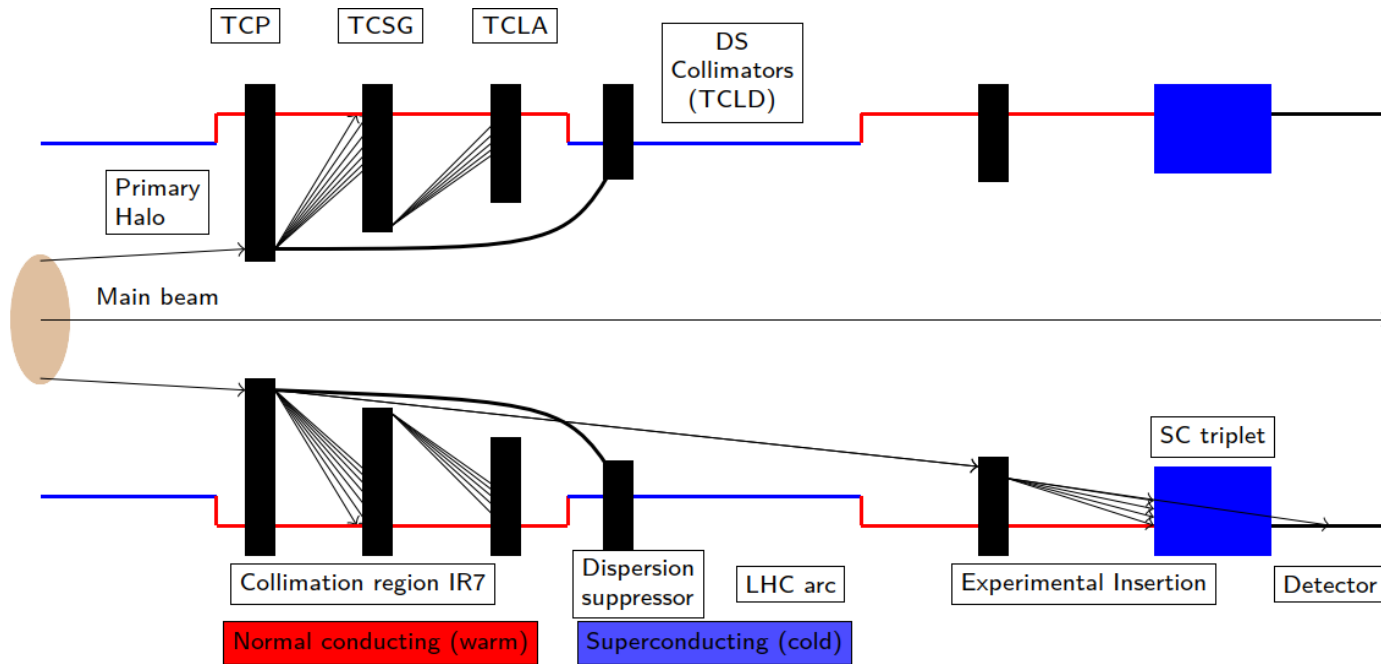 TCP
TCSG
TCLA
DS
Collimators
(TCLD)
Primary
Halo
Main beam
SC triplet
Collimation region IR7
Dispersion
suppressor
LHC arc
Experimental Insertion
Detector
Normal conducting (warm)
Superconducting (cold)